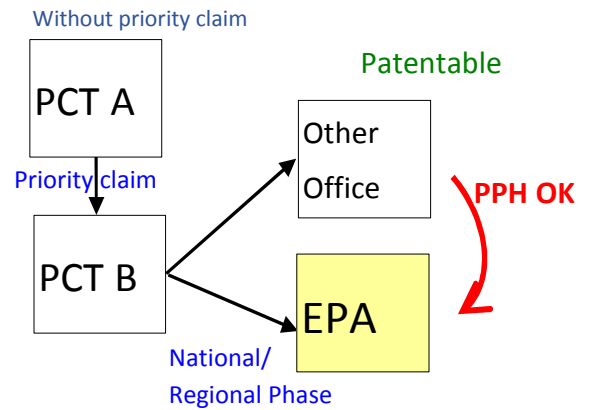 Without priority claim
PCT A
Patentable
Other
Office
Priority claim
PPH OK
PCT B
EPA
National/
Regional Phase